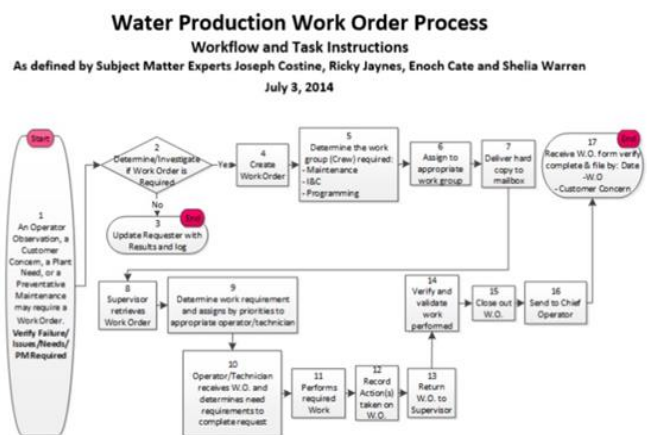 Water Production Work Order Process
Workflow and Task Instructions
As defined by Subject Matter Experts Joseph Costine, Ricky Jaynes, Enoch Cate and Shelia Warren
July 3, 2014
Start
1
An Operator
Observation, a
Customer
Concern, a Plant
Need, or a
Preventative
Maintenance
may require a
Work Order.
Verify Failure/
Issues/Needs/
PM Required
2
Determine/Investigate
if Work Order is
Required
Yes
No
3
End
Update Requester with
Results and log
4
Create
Work Order
5
Determine the work
group (Crew) required:
- Maintenance
- I&C
- Programming
6
Assign to
appropriate
work group
7
Deliver hard
copy to
mailbox
8
Supervisor
retrieves
Work Order
9
Determine work requirement
and assigns by priorities to
appropriate operator/technician
10
Operator/Technician
receives W.O. and
determines need
requirements to
complete request
11
Performs
required
Work
12
Record
Action(s)
taken on
W.O.
13
Return
W.O. to
Supervisor
14
Verify and
validate
work
performed
15
Close out
W.O.
16
Send to Chief
Operator
17
End
Receive W.O. form verify
complete & file by: Date
-W.O
-Customer Concern